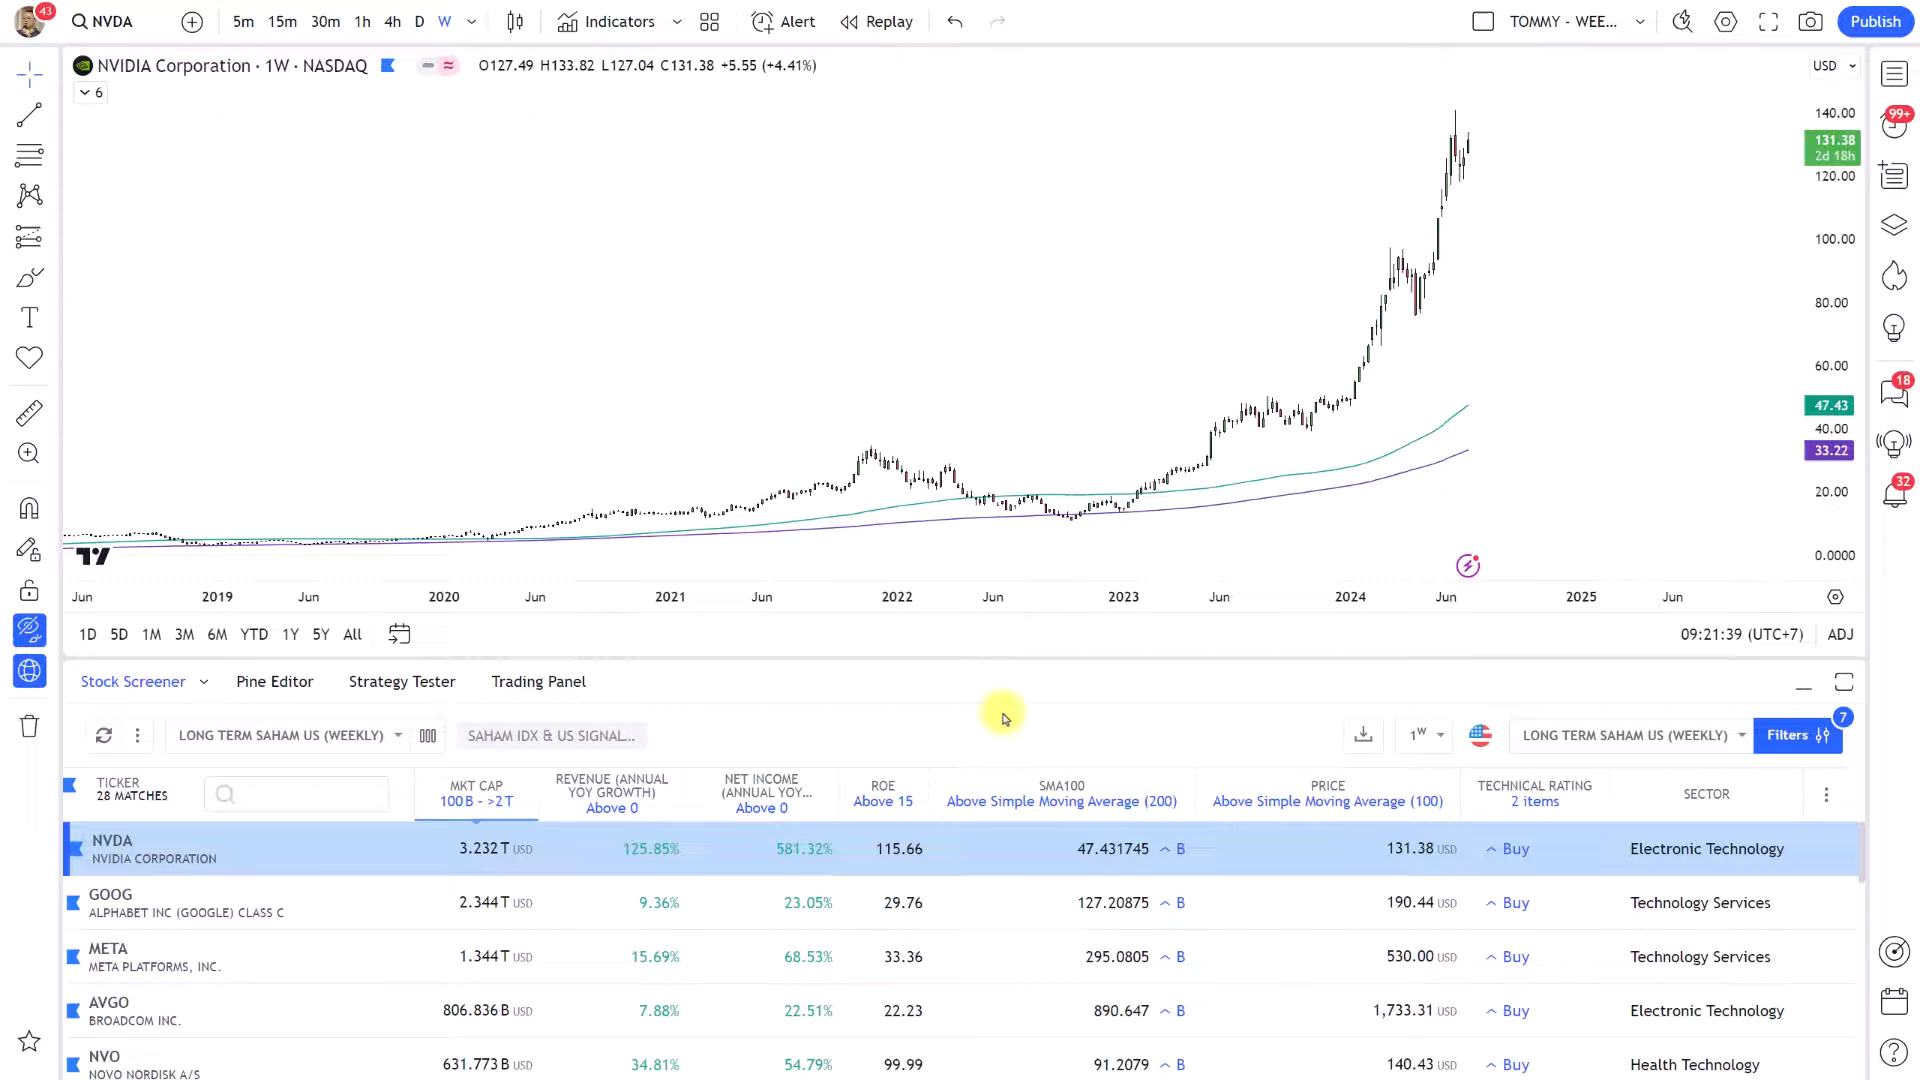 43
NVDA
5m 15m 30m 1h 4h D W
Indicators
Alert
Replay
TOMMY - WEE...
Publish
NVIDIA Corporation · 1W · NASDAQ
O127.49 H133.82 L127.04 C131.38 +5.55 (+4.41%)
USD
6
140.00
131.38
2d 18h
120.00
100.00
80.00
60.00
47.43
40.00
33.22
20.00
0.0000
99+
18
32
Jun 2019 Jun 2020 Jun 2021 Jun 2022 Jun 2023 Jun 2024 Jun 2025 Jun
1D 5D 1M 3M 6M YTD 1Y 5Y All
09:21:39 (UTC+7) ADJ
Stock Screener Pine Editor Strategy Tester Trading Panel
LONG TERM SAHAM US (WEEKLY)
SAHAM IDX & US SIGNAL...
1W
LONG TERM SAHAM US (WEEKLY)
Filters
7
TICKER
28 MATCHES
MKT CAP
100B - >2T
REVENUE (ANNUAL
YOY GROWTH)
Above 0
NET INCOME
(ANNUAL YOY...
Above 0
ROE
Above 15
SMA100
Above Simple Moving Average (200)
PRICE
Above Simple Moving Average (100)
TECHNICAL RATING
2 items
SECTOR
NVDA
NVIDIA CORPORATION
3.232T USD 125.85% 581.32% 115.66 47.431745 B 131.38 USD Buy Electronic Technology
GOOG
ALPHABET INC (GOOGLE) CLASS C
2.344T USD 9.36% 23.05% 29.76 127.20875 B 190.44 USD Buy Technology Services
META
META PLATFORMS, INC.
1.344T USD 15.69% 68.53% 33.36 295.0805 B 530.00 USD Buy Technology Services
AVGO
BROADCOM INC.
806.836B USD 7.88% 22.51% 22.23 890.647 B 1,733.31 USD Buy Electronic Technology
NVO
NOVO NORDISK A/S
631.773B USD 34.81% 54.79% 99.99 91.2079 B 140.43 USD Buy Health Technology